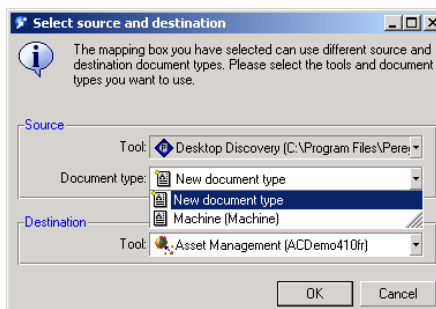 Select source and destination
The mapping box you have selected can use different source and
destination document types. Please select the tools and document
types you want to use.
Source
Tool: Desktop Discovery (C:\Program Files\Pere
Document type: New document type
New document type
Machine (Machine)
Destination
Tool: Asset Management (ACDemo410fr)
OK Cancel